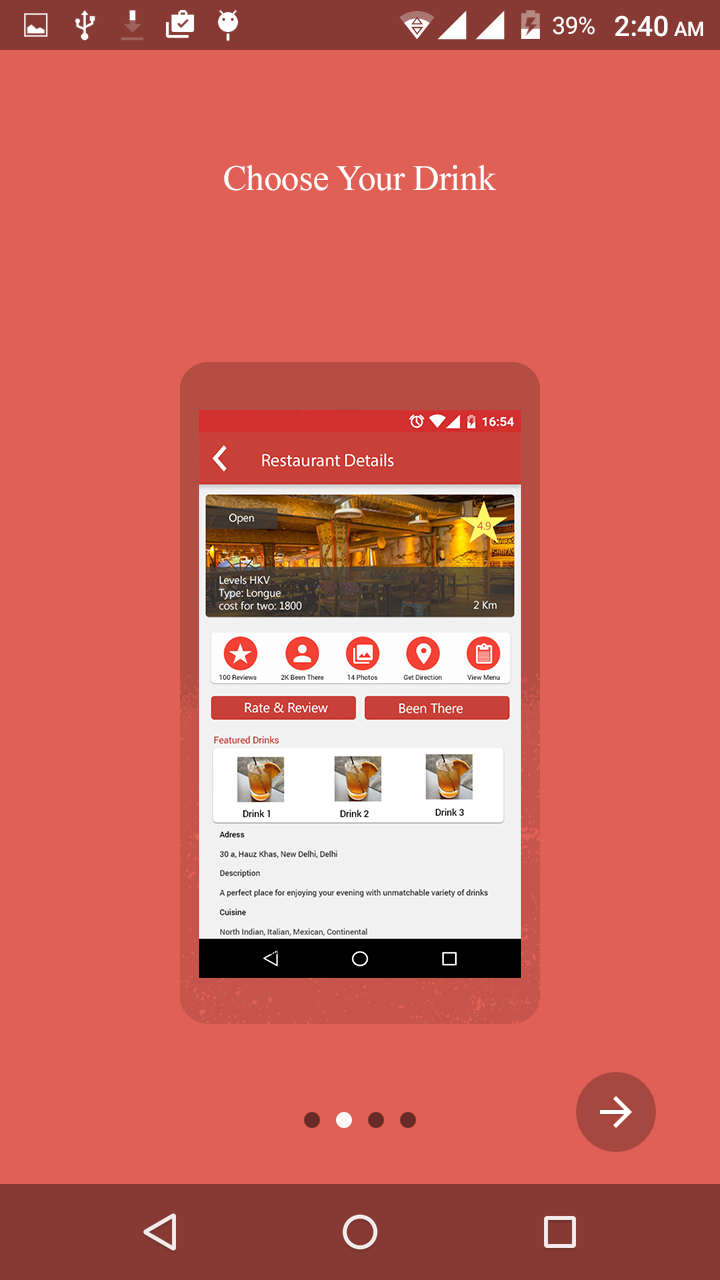 39% 2:40 AM
Choose Your Drink
16:54
Restaurant Details
Open
4.9
Levels HKV
Type: Longue
cost for two: 1800
2 Km
100 Reviews
2K Been There
14 Photos
Get Direction
View Menu
Rate & Review
Been There
Featured Drinks
Drink 1
Drink 2
Drink 3
Adress
30 a, Hauz Khas, New Delhi, Delhi
Description
A perfect place for enjoying your evening with unmatchable variety of drinks
Cuisine
North Indian, Italian, Mexican, Continental